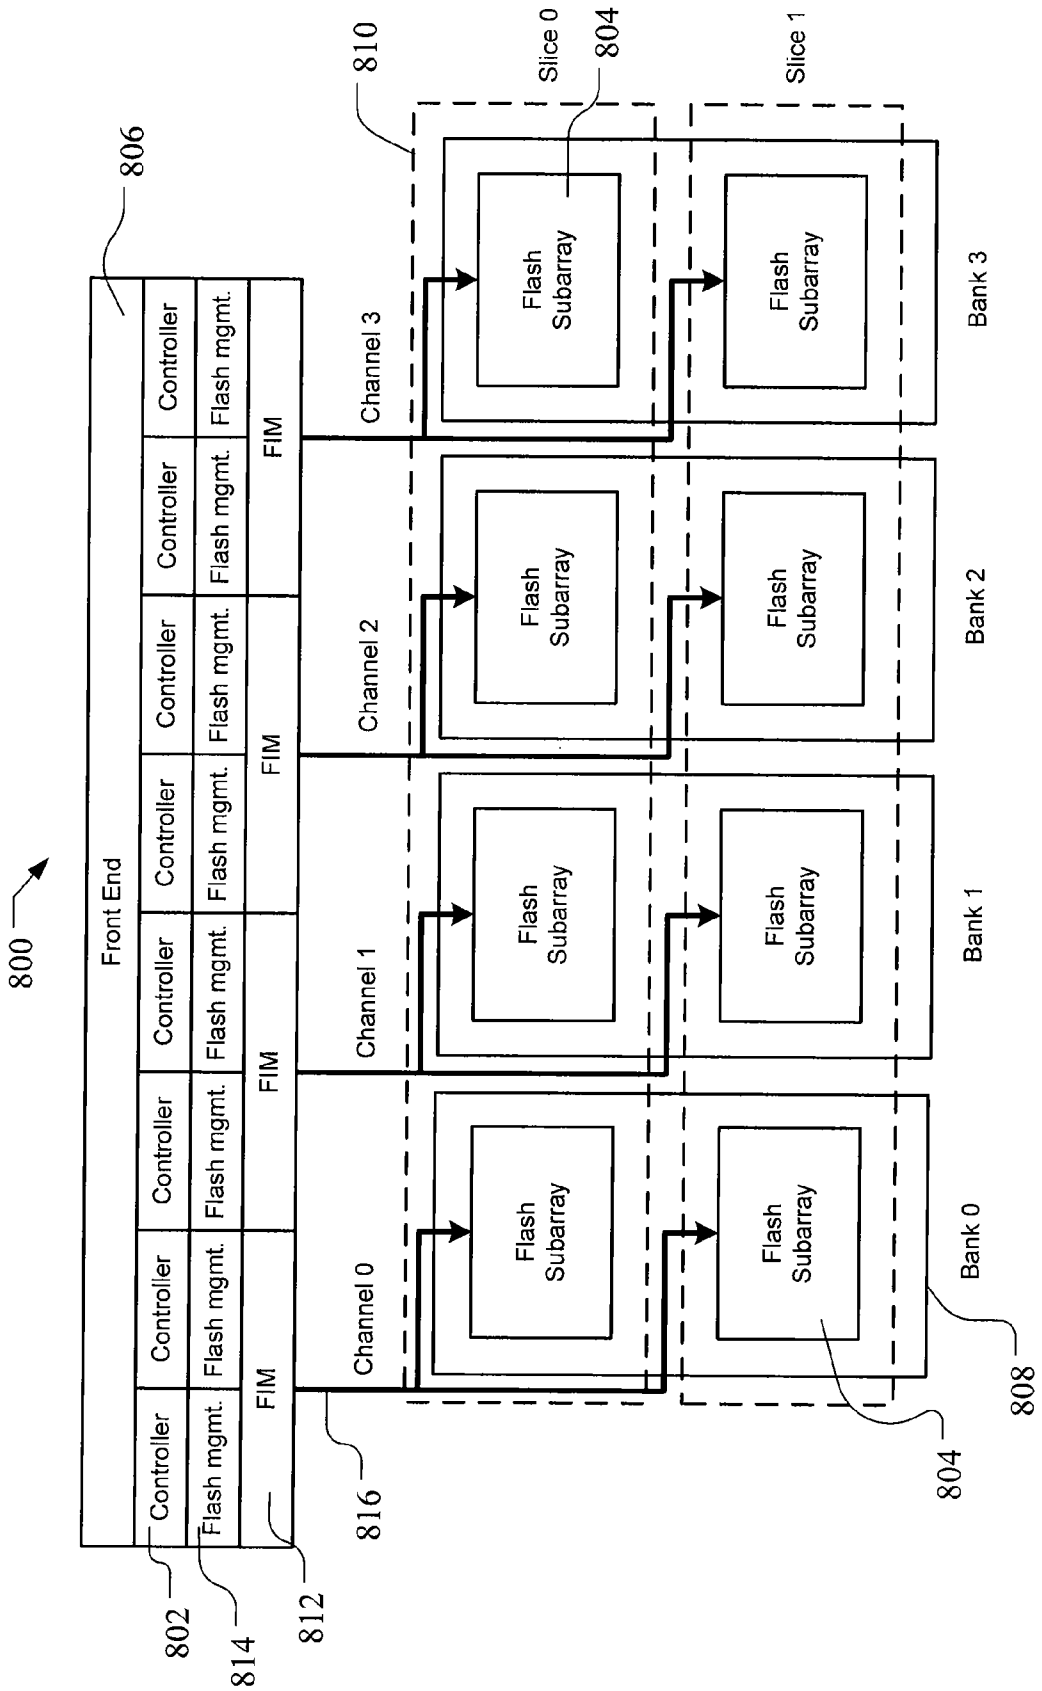 800
806
Front End
Controller Controller Controller Controller Controller Controller Controller Controller
802
Flash mgmt. Flash mgmt. Flash mgmt. Flash mgmt. Flash mgmt. Flash mgmt. Flash mgmt. Flash mgmt.
814
FIM FIM FIM FIM
812
816
Channel 0
Channel 1
Channel 2
Channel 3
810
Flash
Subarray
Flash
Subarray
Flash
Subarray
Flash
Subarray
Slice 0
804
Flash
Subarray
Flash
Subarray
Flash
Subarray
Flash
Subarray
Slice 1
804
808
Bank 0
Bank 1
Bank 2
Bank 3